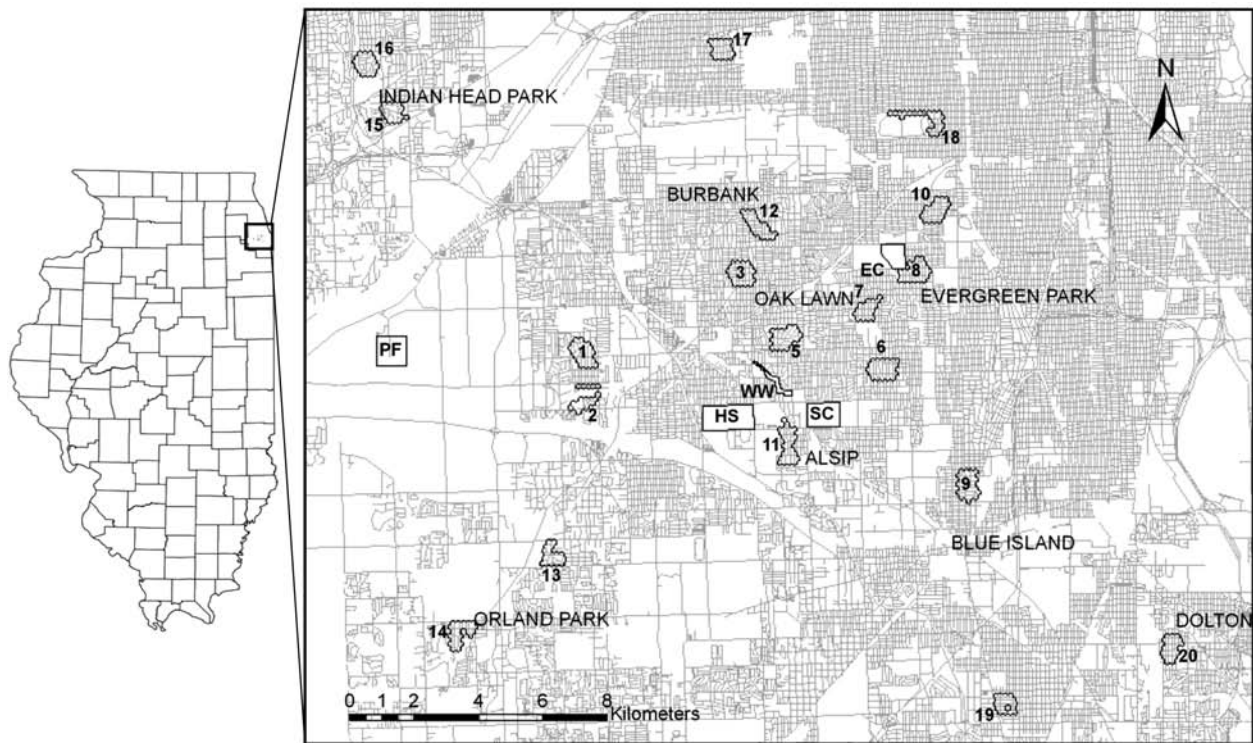 16
17
N
INDIAN HEAD PARK
15
18
BURBANK
12
10
3
EC
8
7
OAK LAWN
EVERGREEN PARK
PF
1
5
6
WW
2
HS
SC
11
ALSIP
9
BLUE ISLAND
13
14
ORLAND PARK
DOLTON
20
0 1 2 4 6 8
Kilometers
19